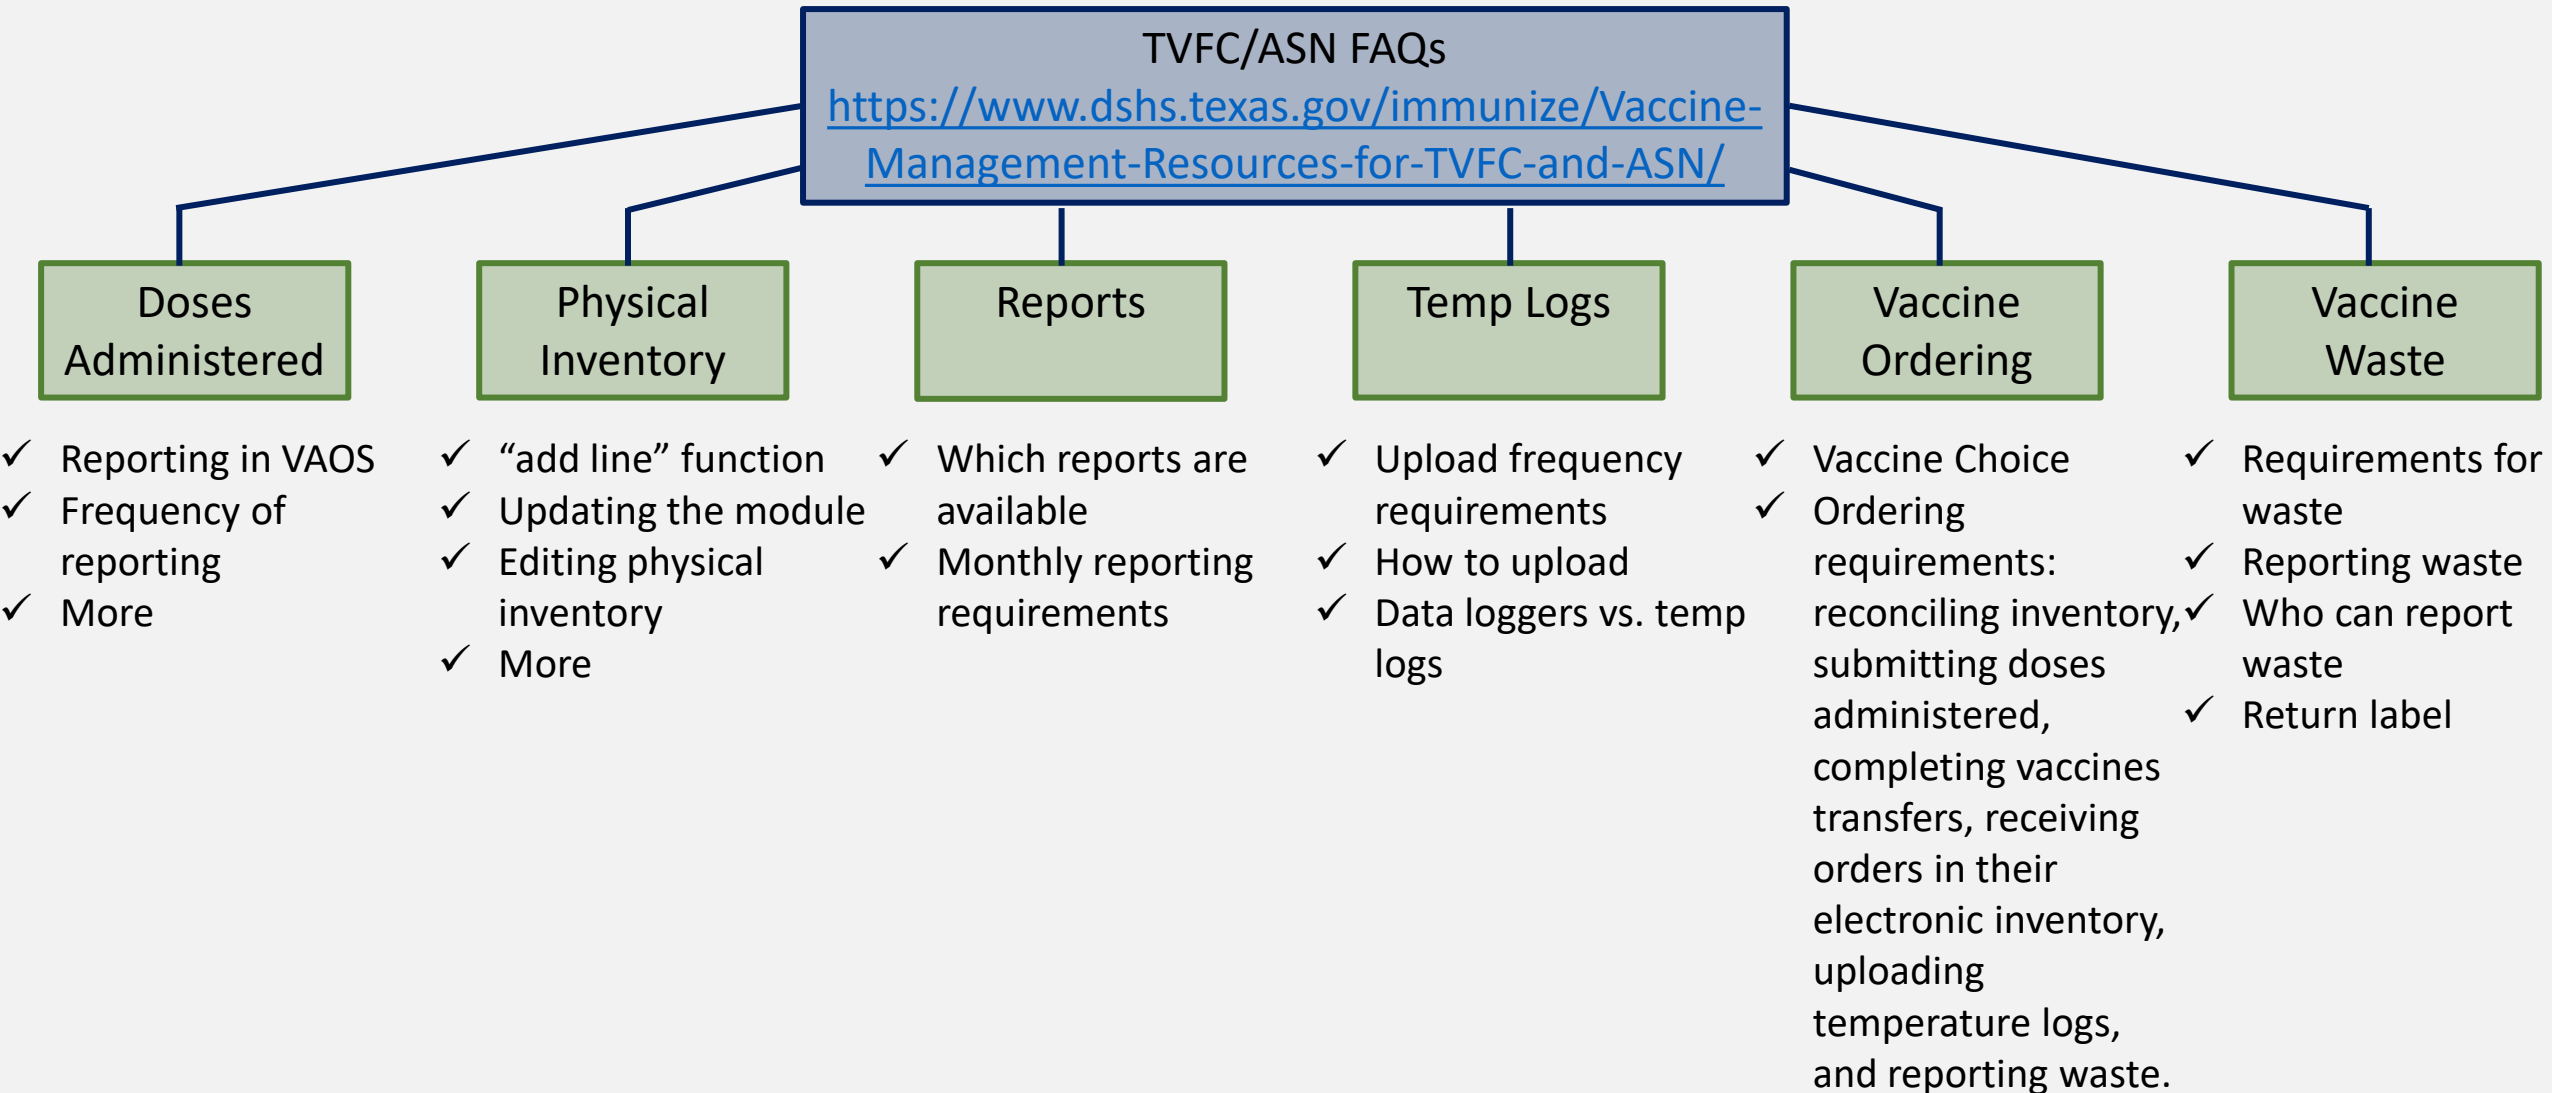 TVFC/ASN FAQs
https://www.dshs.texas.gov/immunize/Vaccine-
Management-Resources-for-TVFC-and-ASN/
Doses
Administered
✓ Reporting in VAOS
✓ Frequency of
reporting
✓ More
Physical
Inventory
✓ “add line” function
✓ Updating the module
✓ Editing physical
inventory
✓ More
Reports
✓ Which reports are
available
✓ Monthly reporting
requirements
Temp Logs
✓ Upload frequency
requirements
✓ How to upload
✓ Data loggers vs. temp
logs
Vaccine
Ordering
✓ Vaccine Choice
✓ Ordering
requirements:
reconciling inventory,
submitting doses
administered,
completing vaccines
transfers, receiving
orders in their
electronic inventory,
uploading
temperature logs,
and reporting waste.
Vaccine
Waste
✓ Requirements for
waste
✓ Reporting waste
✓ Who can report
waste
✓ Return label